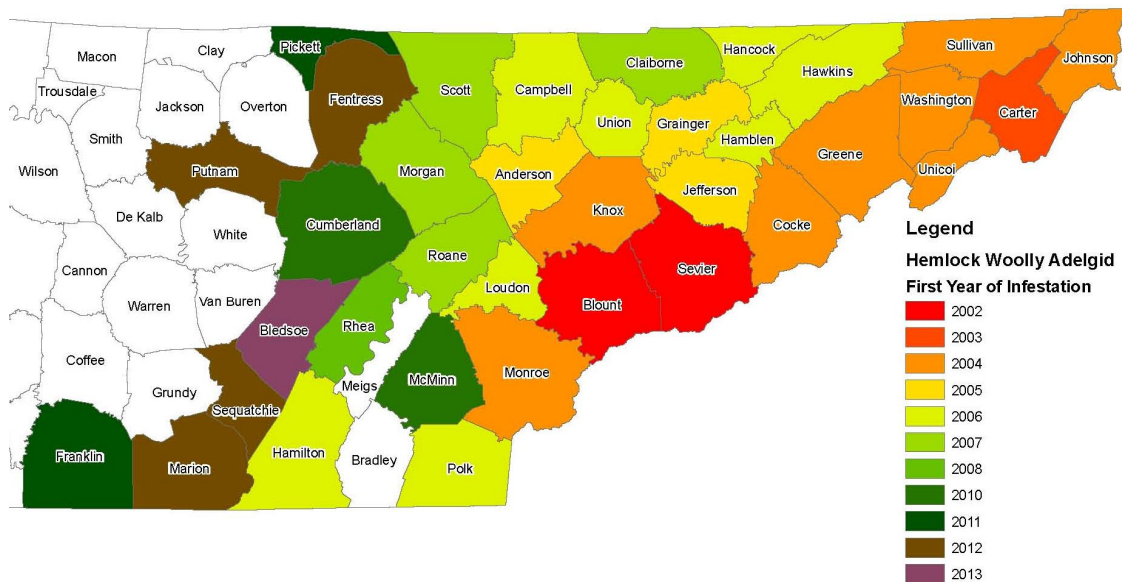 Macon
Clay
Pickett
Trousdale
Jackson
Overton
Fentress
Scott
Campbell
Claiborne
Hancock
Hawkins
Sullivan
Johnson
Washington
Carter
Smith
Wilson
Putnam
Morgan
Union
Grainger
Hamblen
Greene
Unicoi
Anderson
Jefferson
De Kalb
White
Cumberland
Knox
Cocke
Cannon
Warren
Van Buren
Roane
Loudon
Blount
Sevier
Bledsoe
Rhea
Coffee
Grundy
Sequatchie
Meigs
McMinn
Monroe
Franklin
Marion
Hamilton
Bradley
Polk
Legend
Hemlock Woolly Adelgid
First Year of Infestation
2002
2003
2004
2005
2006
2007
2008
2010
2011
2012
2013